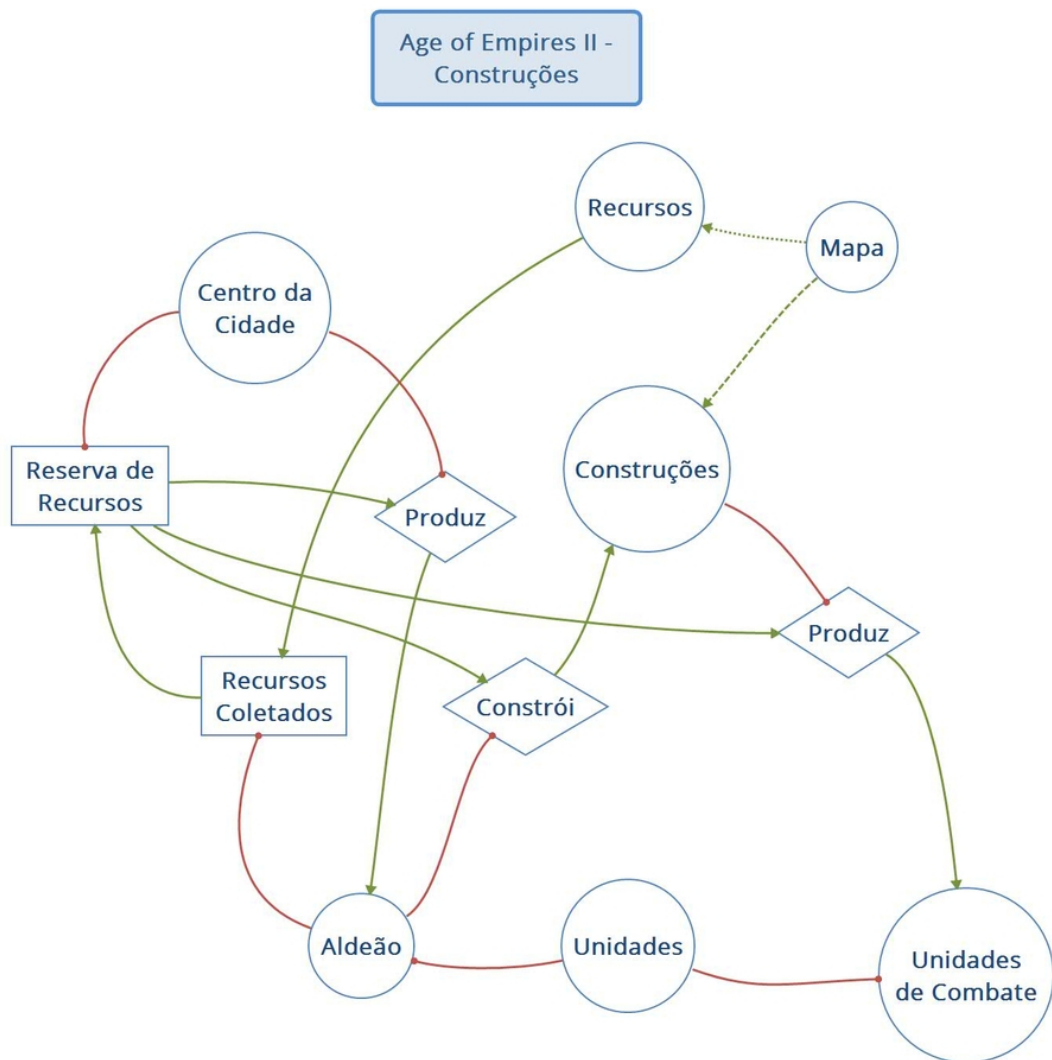 Age of Empires II -
Construções
Recursos
Mapa
Centro da
Cidade
Construções
Reserva de
Recursos
Produz
Produz
Recursos
Coletados
Constrói
Aldeão
Unidades
Unidades
de Combate